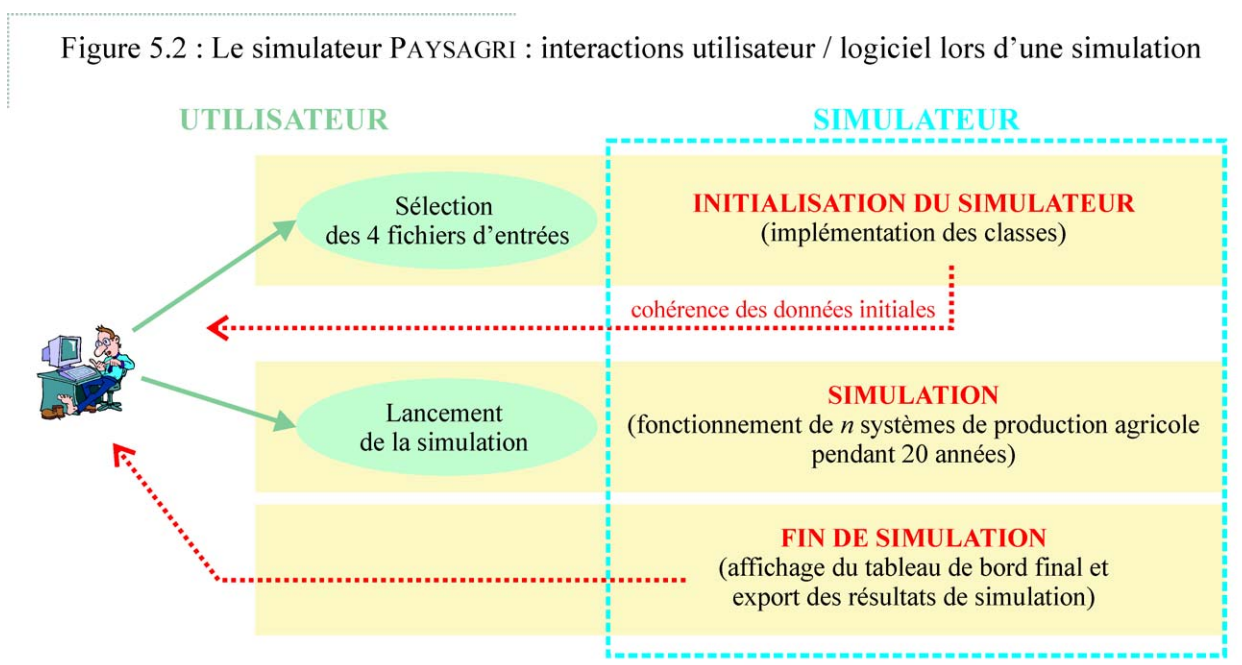 Figure 5.2 : Le simulateur PAYSAGRI : interactions utilisateur / logiciel lors d’une simulation
UTILISATEUR
SIMULATEUR
Sélection
des 4 fichiers d’entrées
INITIALISATION DU SIMULATEUR
(implémentation des classes)
cohérence des données initiales
Lancement
de la simulation
SIMULATION
(fonctionnement de n systèmes de production agricole
pendant 20 années)
FIN DE SIMULATION
(affichage du tableau de bord final et
export des résultats de simulation)